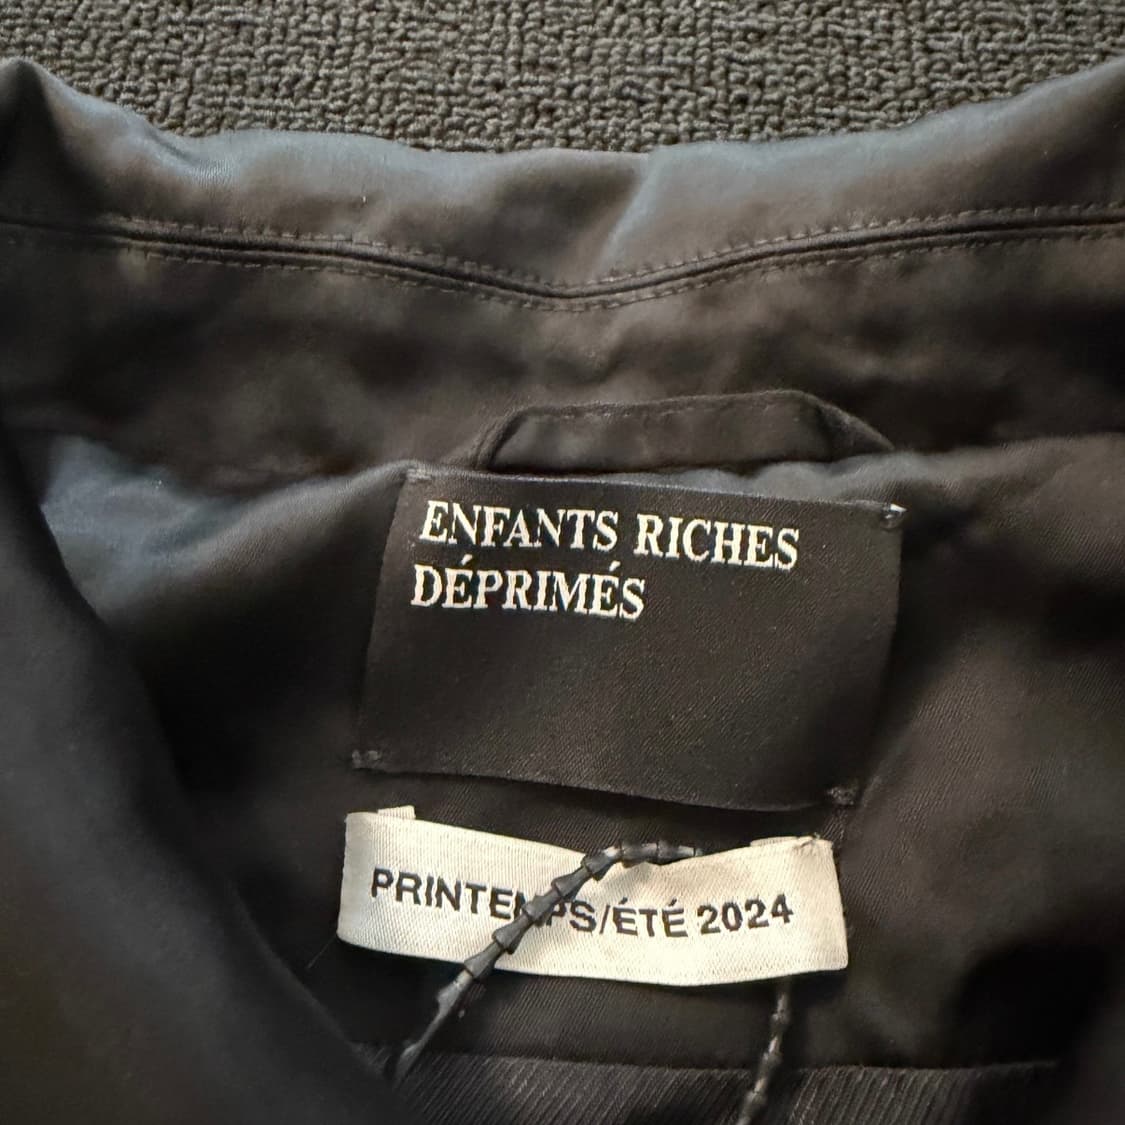 ENFANTS RICHES
DÉPRIMÉS
PRINTEMPS/ÉTÉ 2024